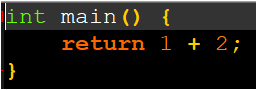 int main() {
    return 1 + 2;
}